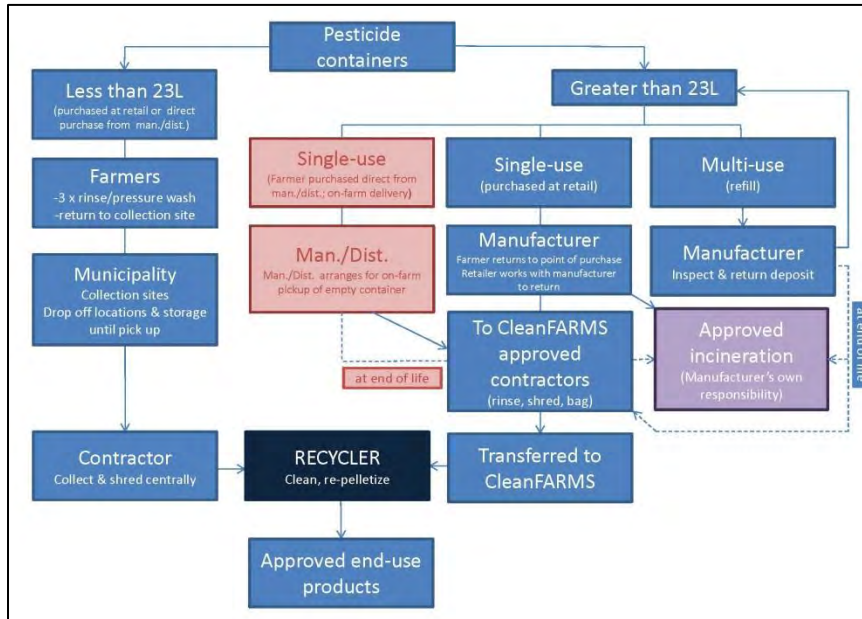 Pesticide
containers
Less than 23L
(purchased at retail or direct
purchase from man./dist.)
Greater than 23L
Farmers
-3 x rinse/pressure wash
-return to collection site
Single-use
(Farmer purchased direct from
man./dist.; on-farm delivery)
Single-use
(purchased at retail)
Multi-use
(refill)
Municipality
Collection sites
Drop off locations & storage
until pick up
Man./Dist.
Man./Dist. arranges for on-farm
pickup of empty container
Manufacturer
Farmer returns to point of purchase
Retailer works with manufacturer
to return
Manufacturer
Inspect & return deposit
at end of life
To CleanFARMS
approved
contractors
(rinse, shred, bag)
Approved
incineration
(Manufacturer's own
responsibility)
at end of life
Contractor
Collect & shred centrally
RECYCLER
Clean, re-pelletize
Transferred to
CleanFARMS
Approved end-use
products